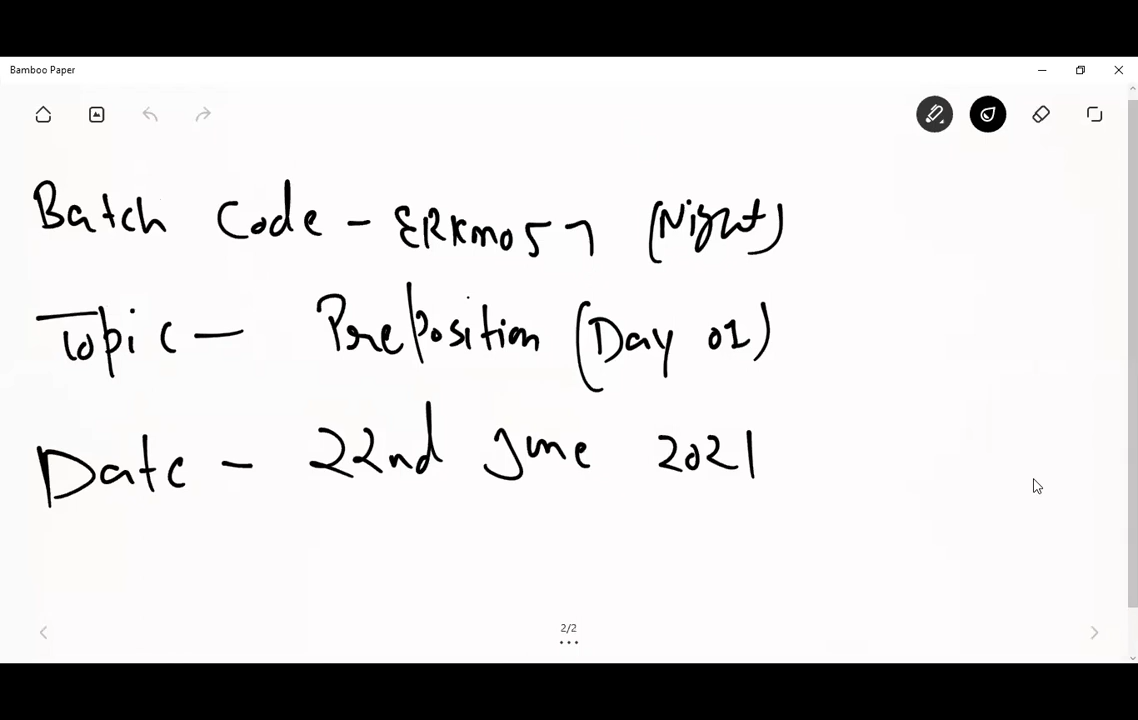 Bamboo Paper
Batch Code - ERKM057 (Night)
Topic - Preposition (Day 01)
Date - 22nd June 2021
2/2